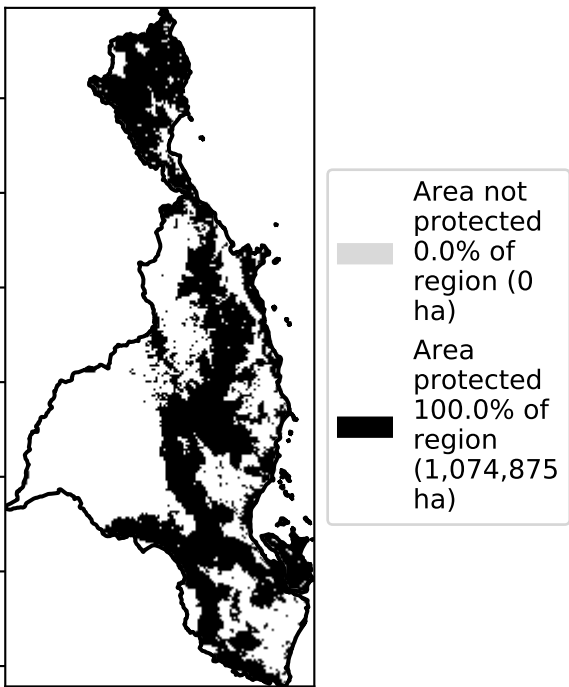 Area not
protected
0.0% of
region (0
ha)
Area
protected
100.0% of
region
(1,074,875
ha)